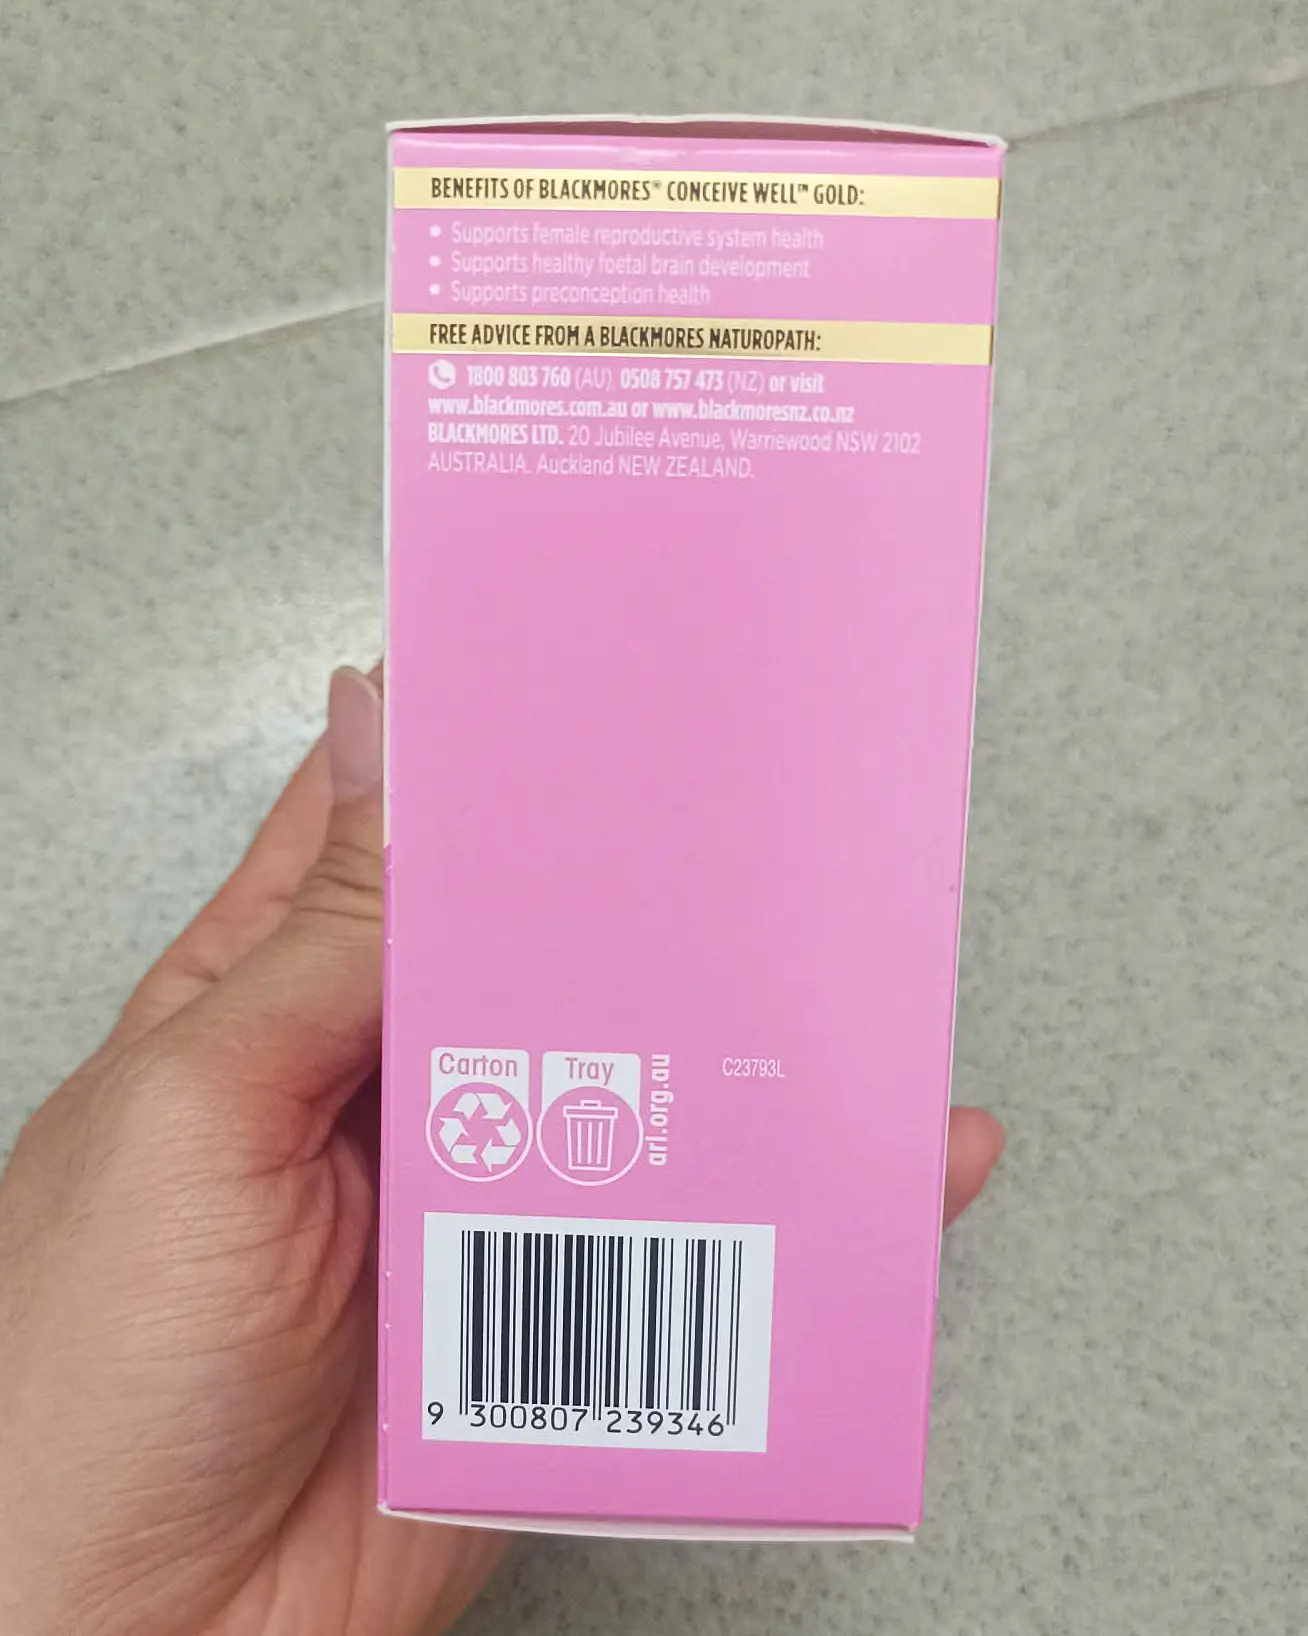 BENEFITS OF BLACKMORES® CONCEIVE WELL™ GOLD:
• Supports female reproductive system health
• Supports healthy foetal brain development
• Supports preconception health
FREE ADVICE FROM A BLACKMORES NATUROPATH:
1800 803 760 (AU), 0508 757 473 (NZ) or visit
www.blackmores.com.au or www.blackmoresnz.co.nz
BLACKMORES LTD. 20 Jubilee Avenue, Warriewood NSW 2102
AUSTRALIA. Auckland NEW ZEALAND.
Carton
Tray
arl.org.au
C23793L
9 300807 239346